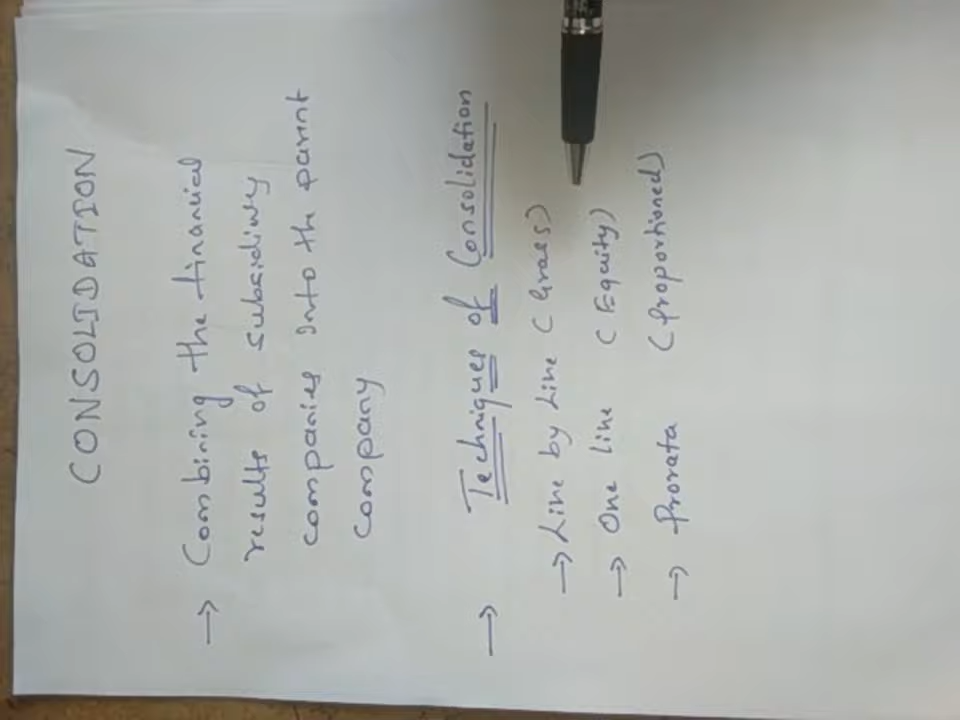 CONSOLIDATION
→ Combining the financial
results of subsidiary
companies into the parent
company
→ Techniques of Consolidation
→ Line by Line (Gross)
→ One line (Equity)
→ Prorata (Proportioned)